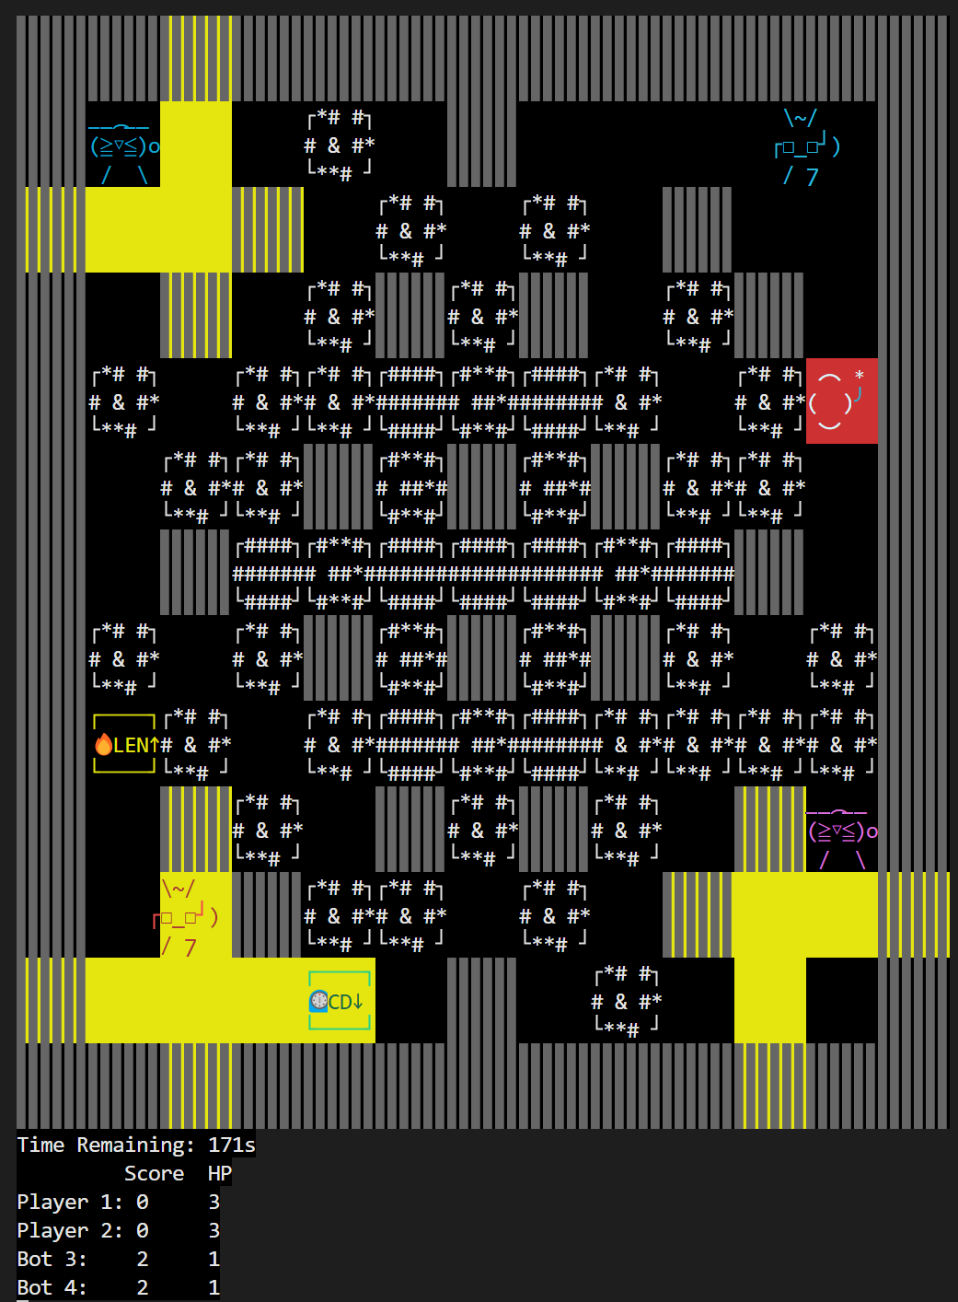 LEN↑
CD↓
Time Remaining: 171s
Score HP
Player 1: 0 3
Player 2: 0 3
Bot 3: 2 1
Bot 4: 2 1